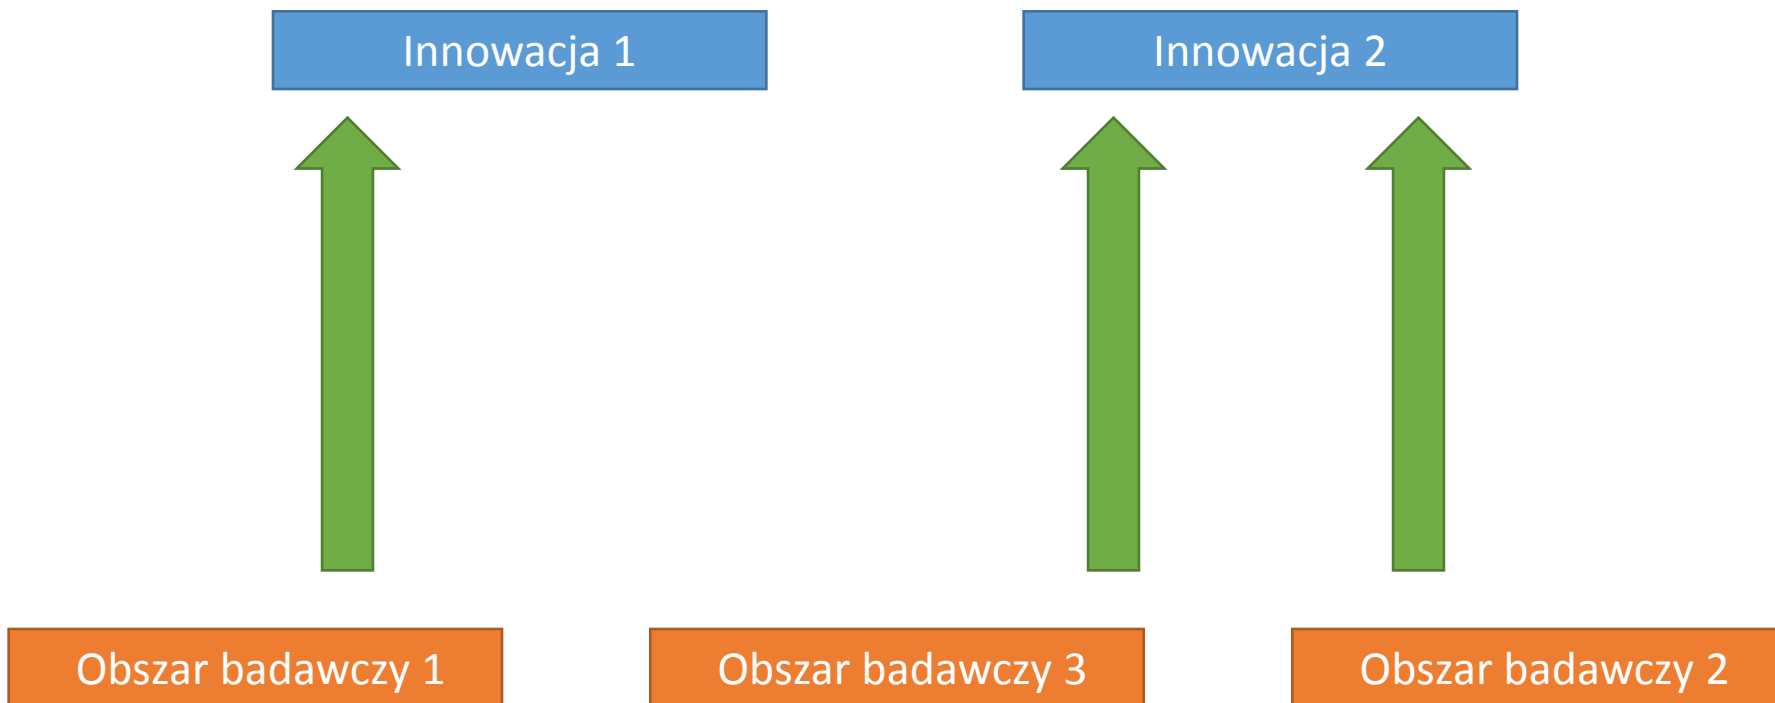 Innowacja 1
Innowacja 2
Obszar badawczy 1
Obszar badawczy 3
Obszar badawczy 2